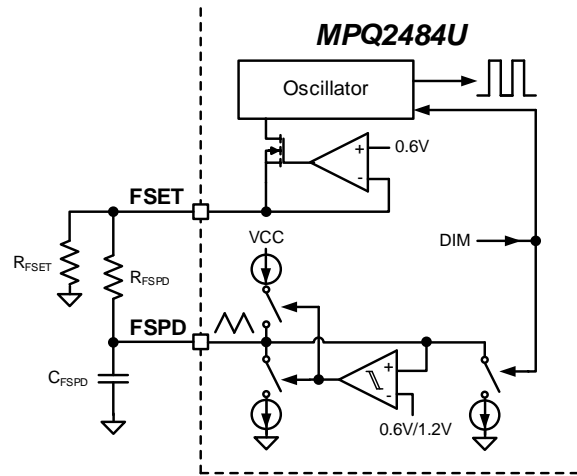 MPQ2484U
Oscillator
+
0.6V
-
FSET
VCC
DIM
RFSET
RFSPD
FSPD
CFSPD
+
-
0.6V/1.2V